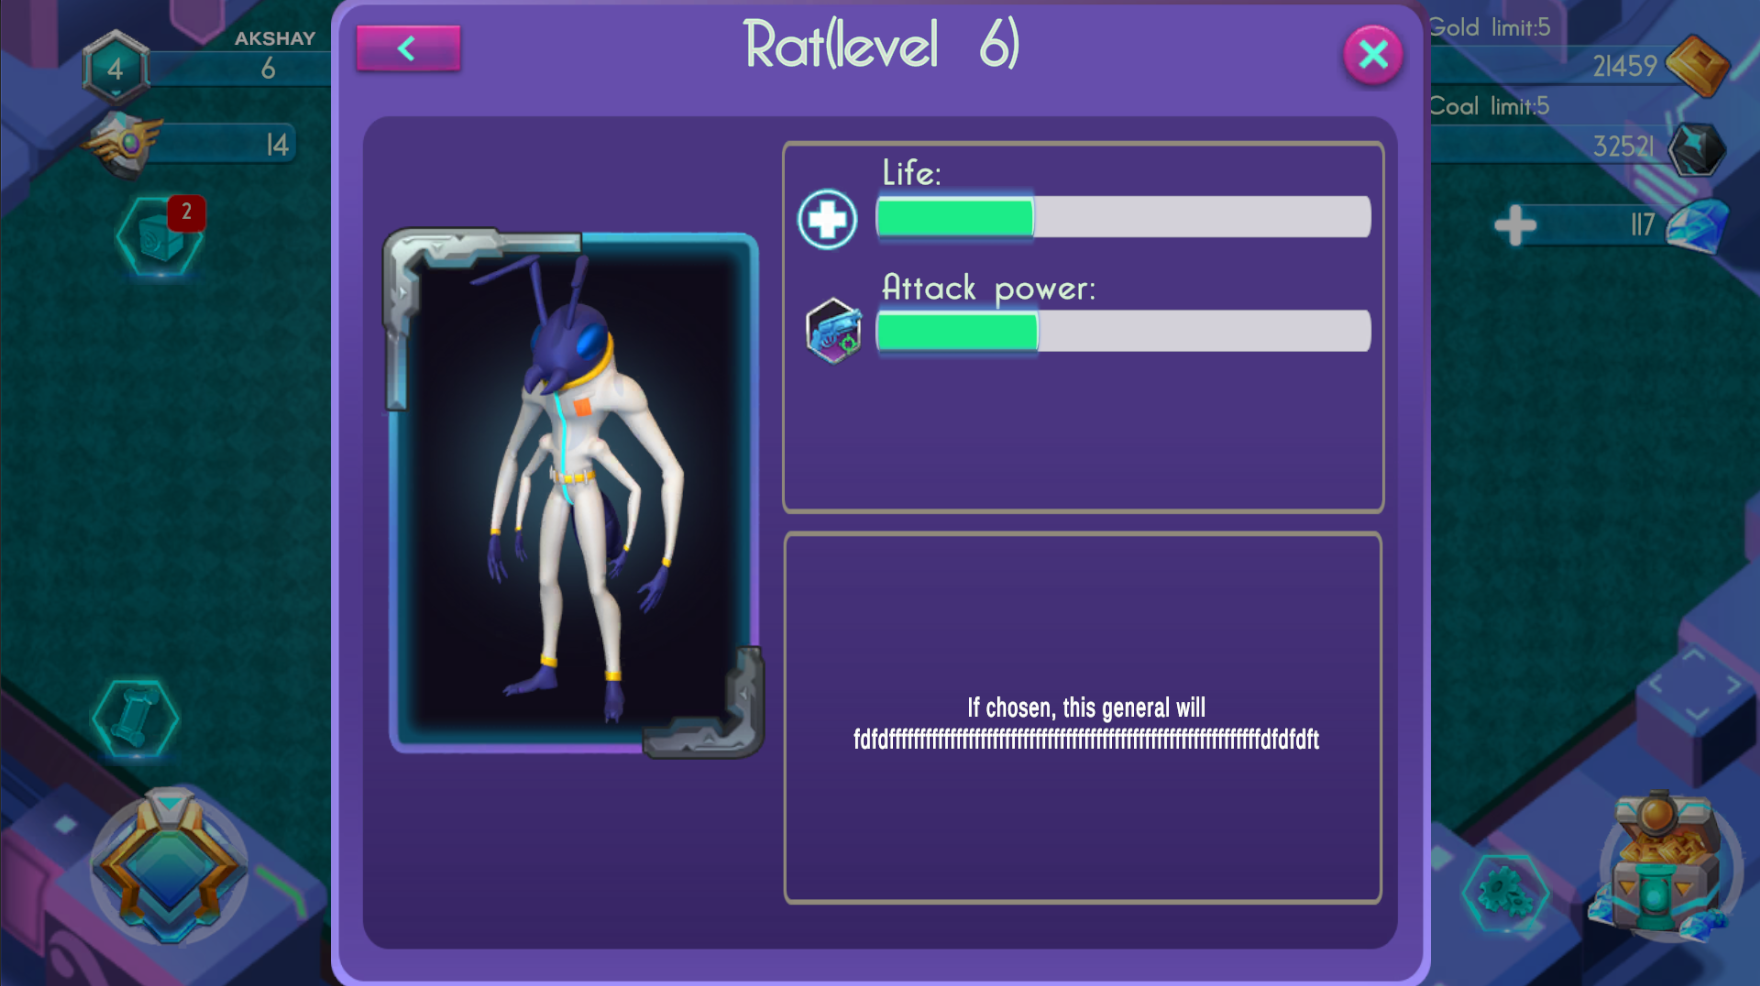 Rat(level 6)
AKSHAY
4
6
14
2
Gold limit:5
21459
Coal limit:5
32521
117
Life:
Attack power:
If chosen, this general will